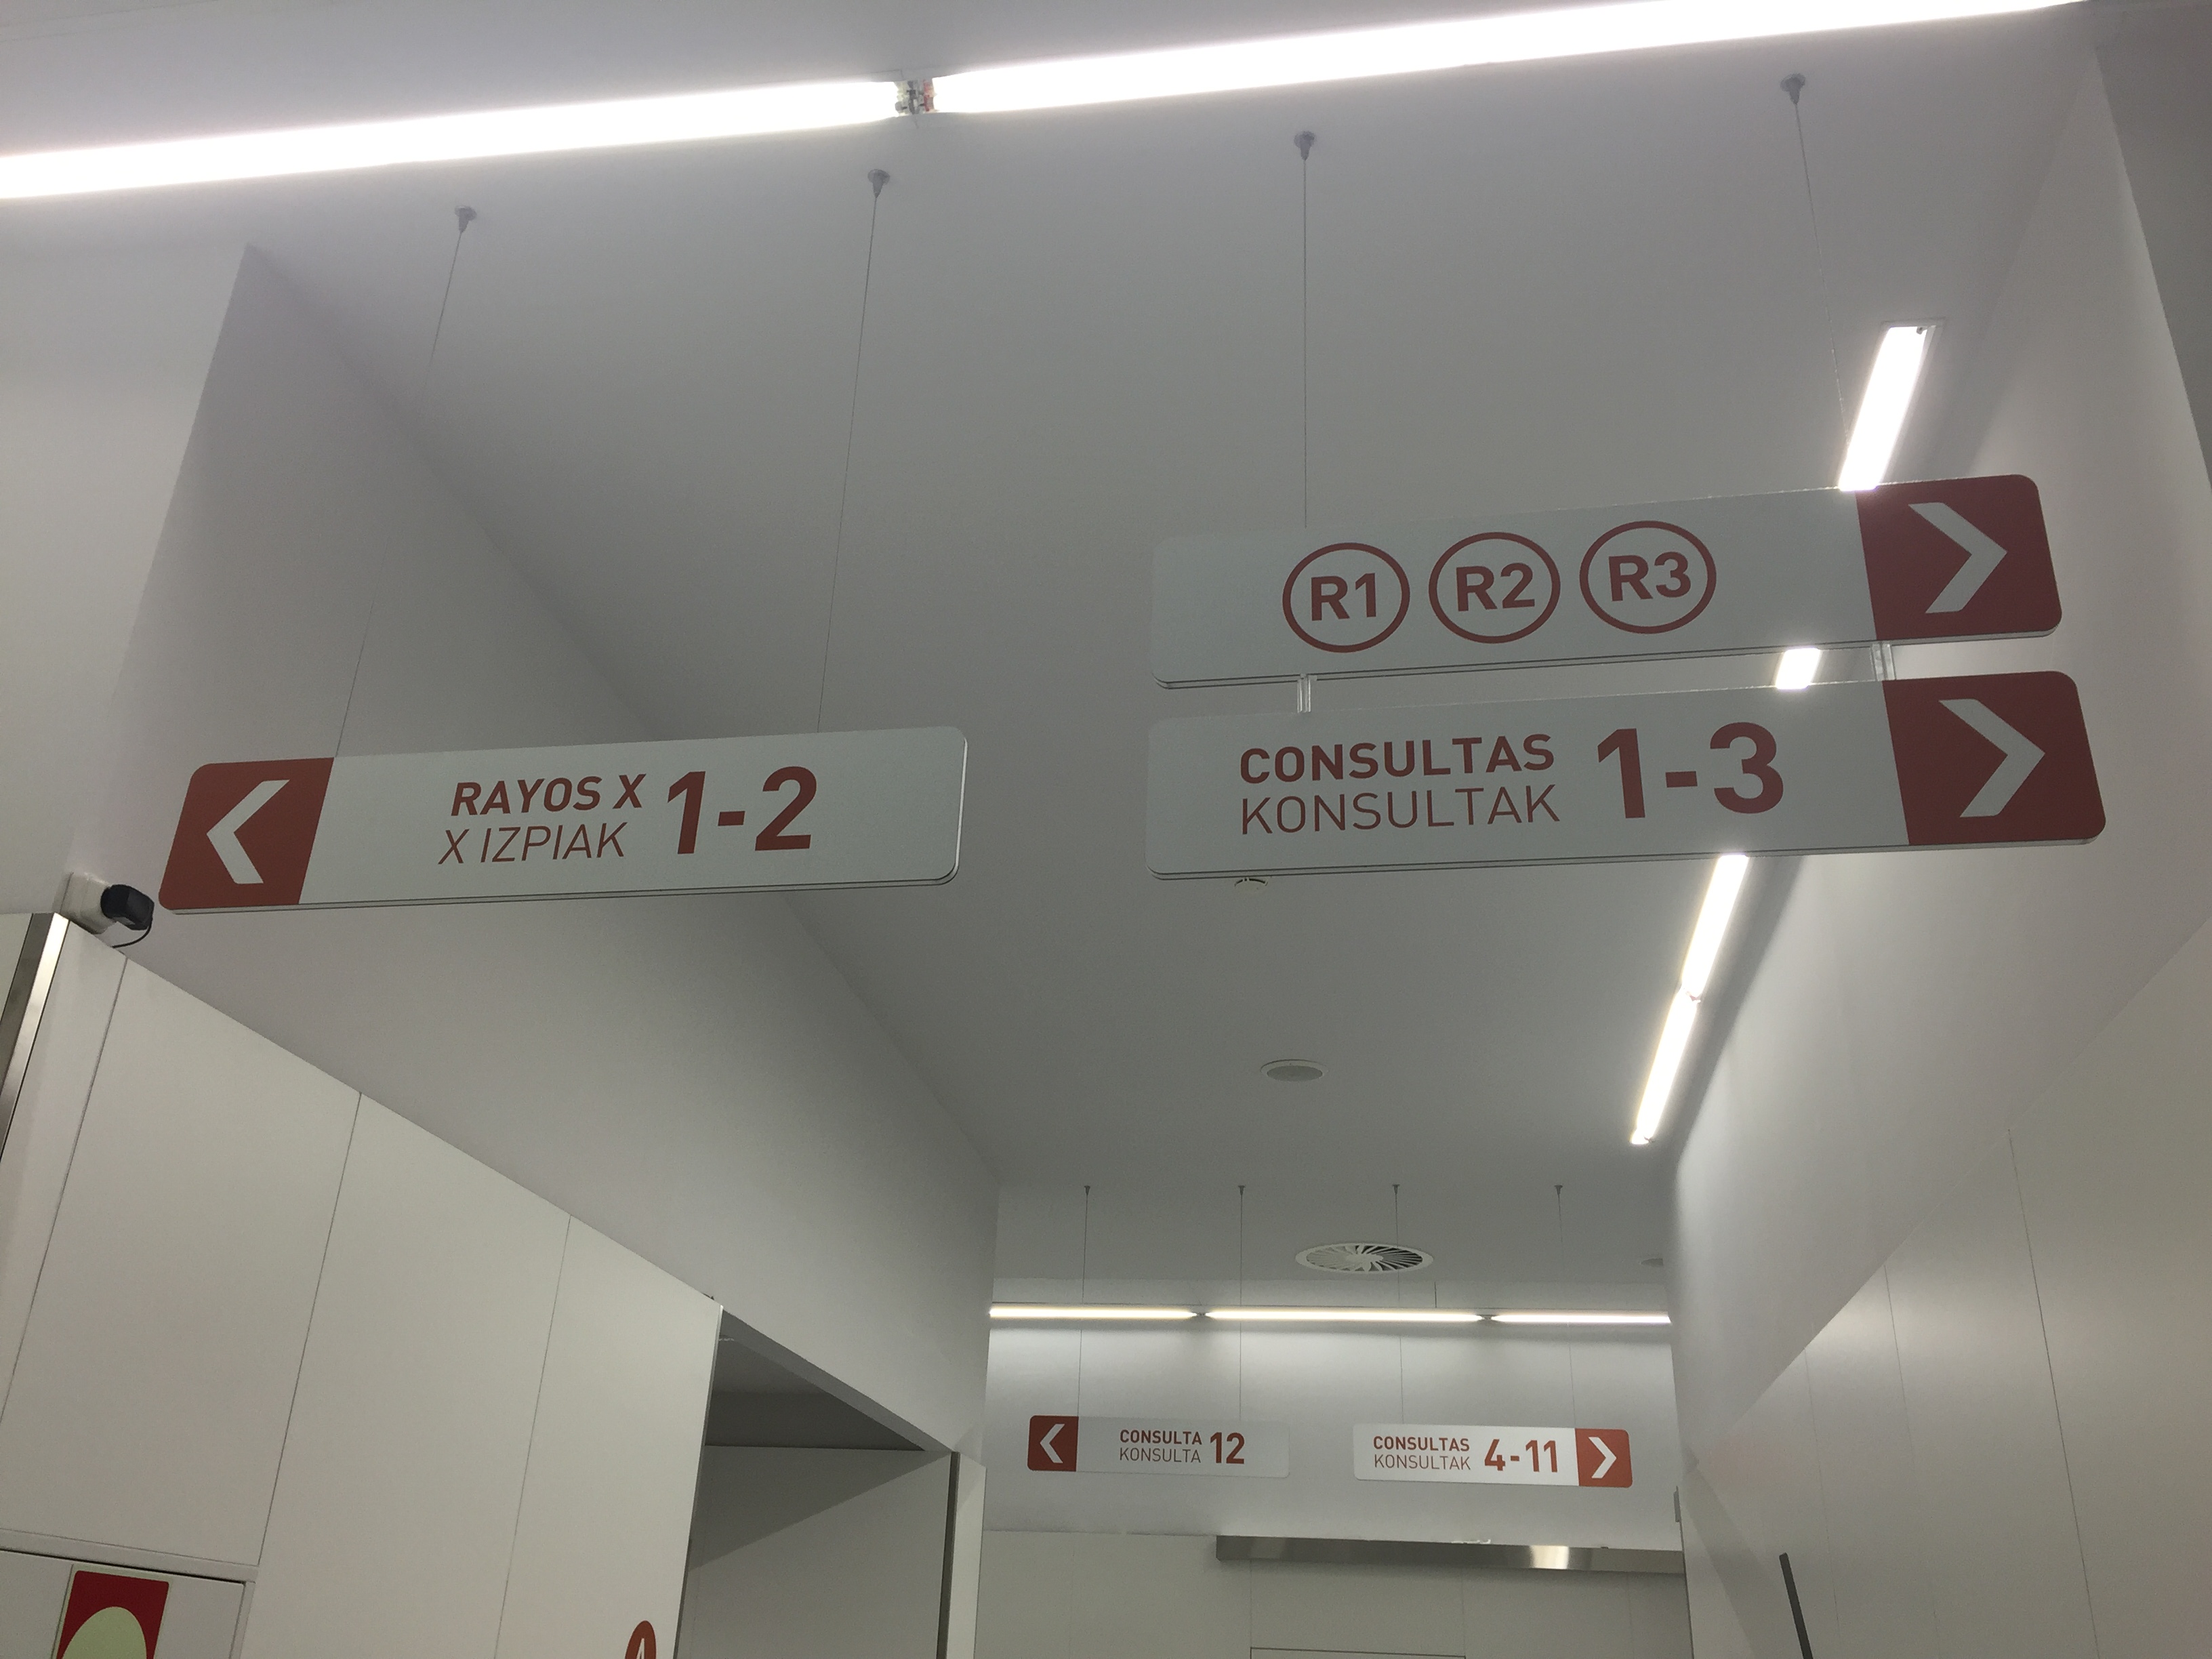 R1 R2 R3
RAYOS X 1-2
X IZPIAK
CONSULTAS 1-3
KONSULTAK
CONSULTA 12
KONSULTA
CONSULTAS 4-11
KONSULTAK